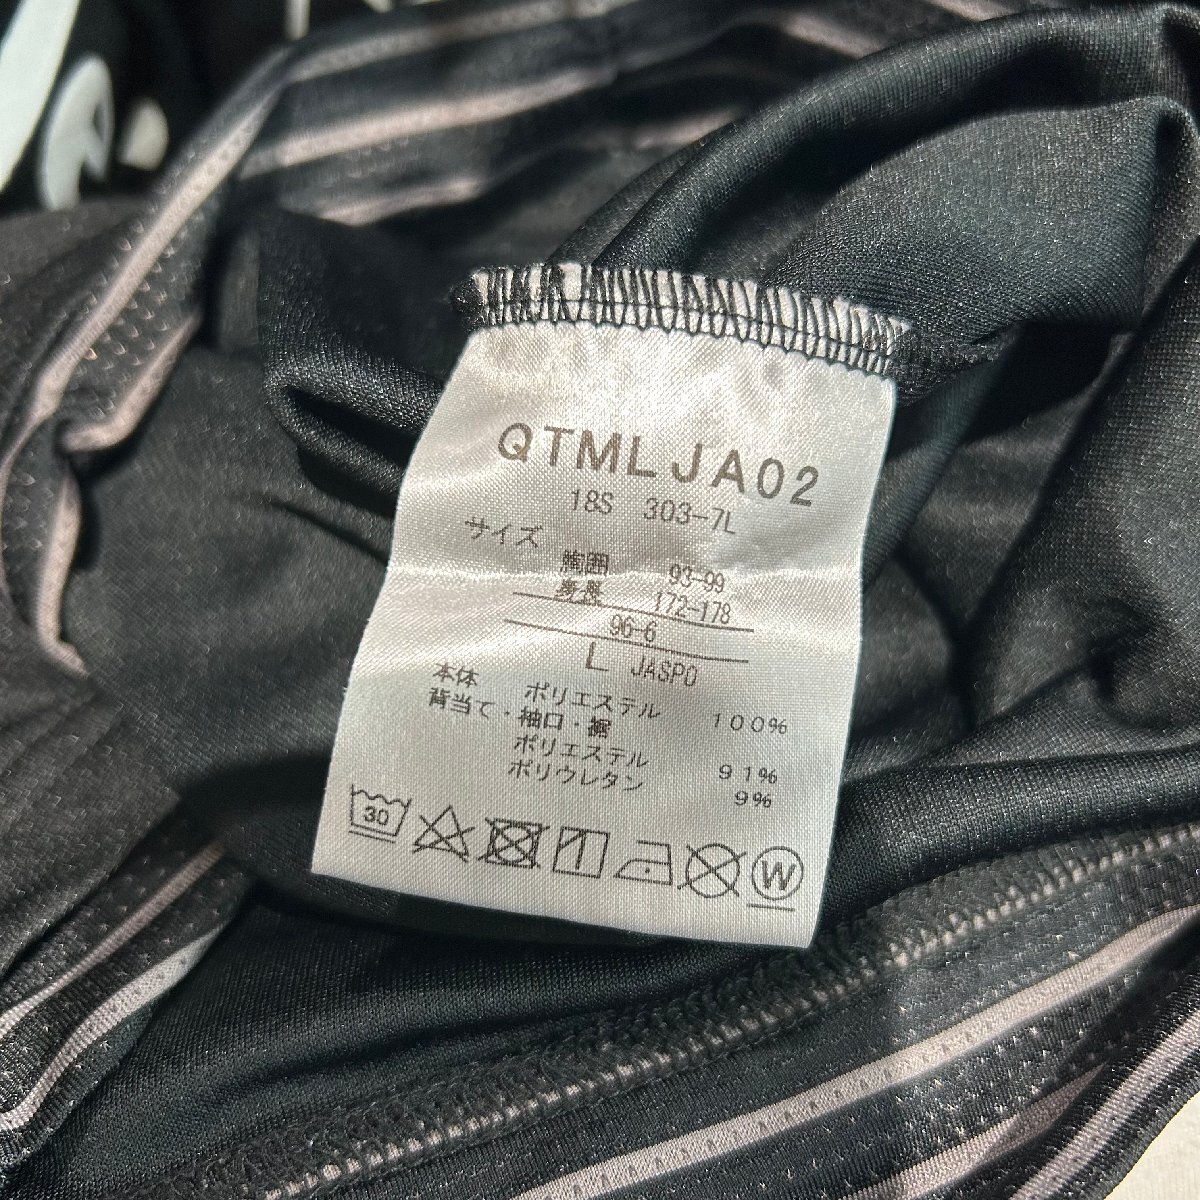 QTMLJA02
18S 303-7L
サイズ
胸囲 93-99
身長 172-178
96-6
L JASPO
本体 ポリエステル 100%
背当て・袖口・裾
ポリエステル 91%
ポリウレタン 9%
30
W